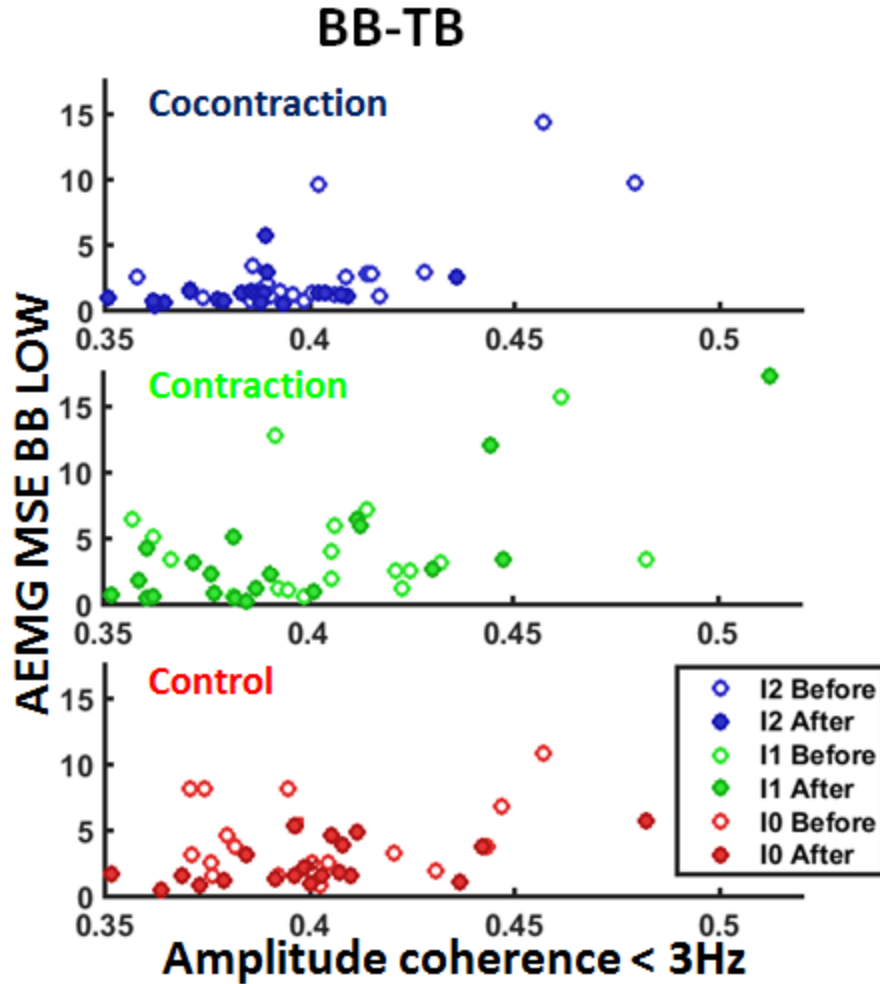 BB-TB
Cocontraction
15
10
5
0
0.35 0.4 0.45 0.5
AEMG MSE BB LOW
Contraction
15
10
5
0
0.35 0.4 0.45 0.5
Control
15
10
5
0
0.35 0.4 0.45 0.5
I2 Before
I2 After
I1 Before
I1 After
I0 Before
I0 After
Amplitude coherence < 3Hz